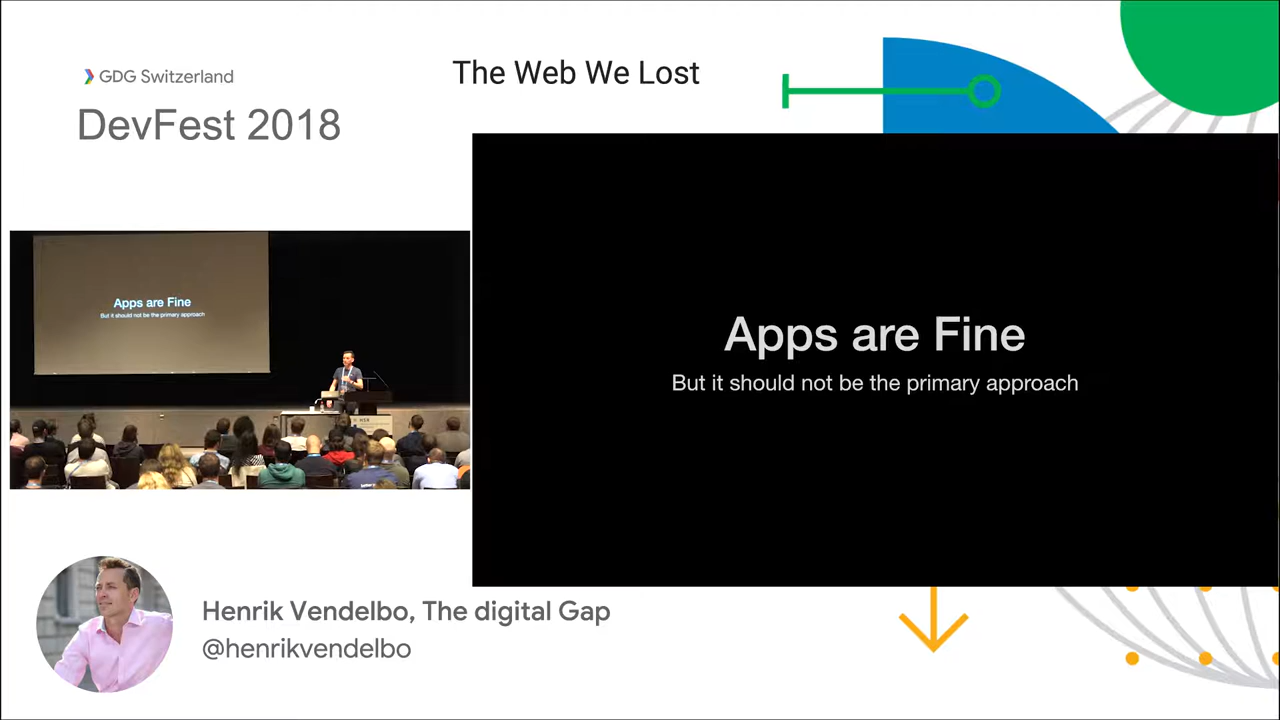 GDG Switzerland
DevFest 2018
The Web We Lost
Apps are Fine
But it should not be the primary approach
Apps are Fine
But it should not be the primary approach
Henrik Vendelbo, The digital Gap
@henrikvendelbo